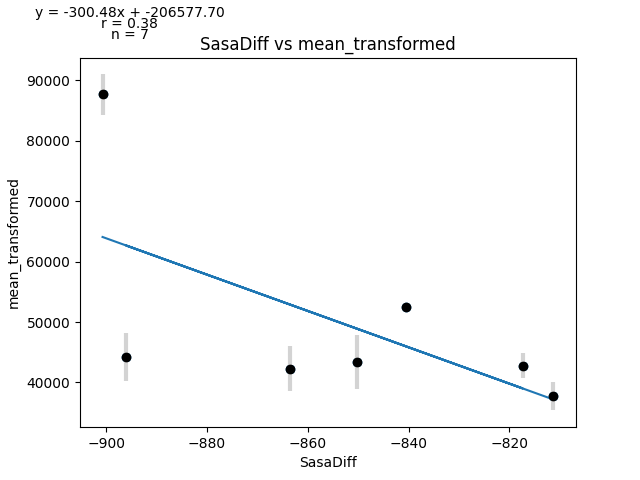 y = -300.48x + -206577.70
r = 0.38
n = 7
SasaDiff vs mean_transformed
90000
80000
70000
60000
50000
40000
mean_transformed
−900
−880
−860
−840
−820
SasaDiff